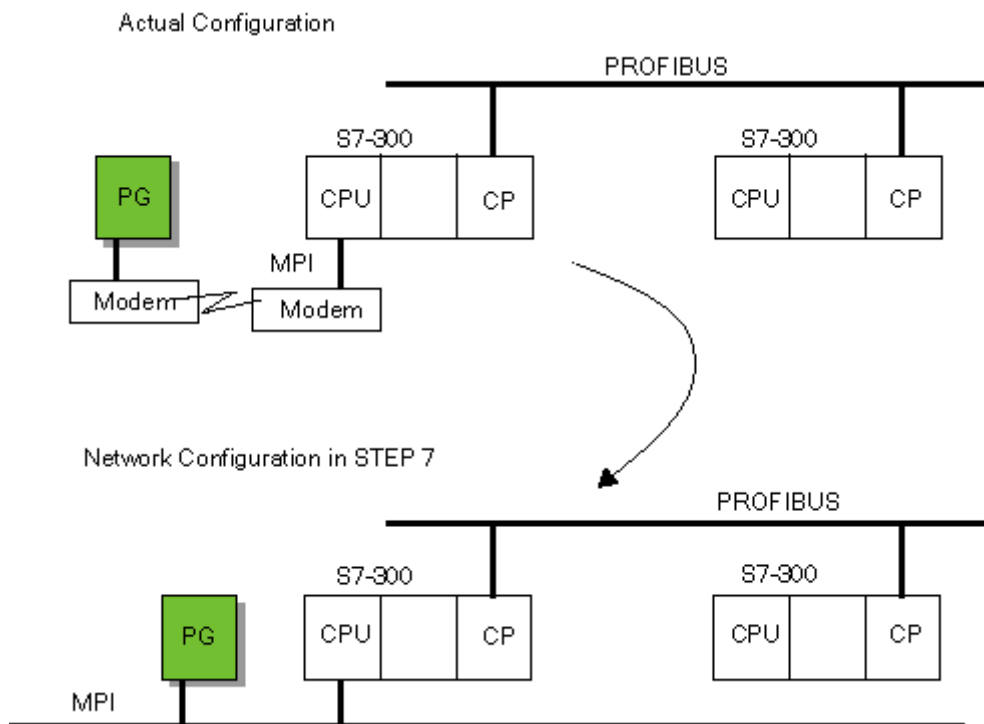 Actual Configuration
PROFIBUS
S7-300
S7-300
PG
CPU
CP
CPU
CP
MPI
Modem
Modem
Network Configuration in STEP 7
PROFIBUS
S7-300
S7-300
PG
CPU
CP
CPU
CP
MPI